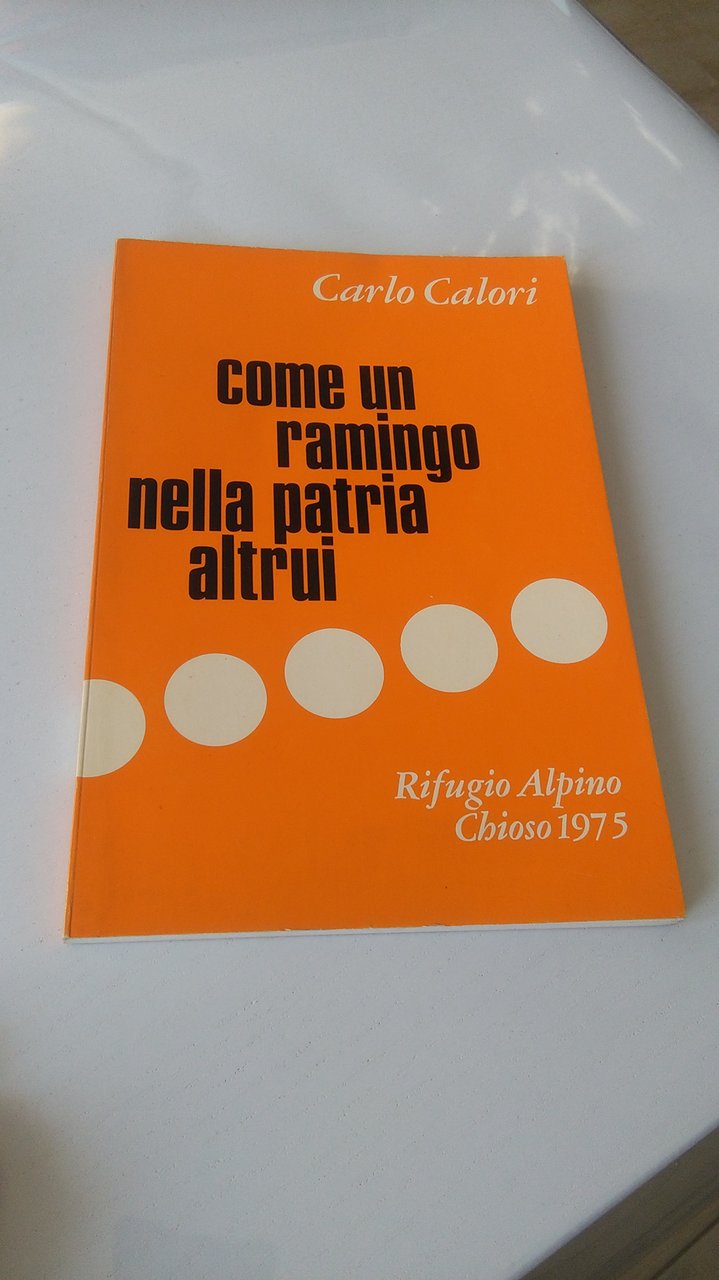 Carlo Calori
come un
ramingo
nella patria
altrui
Rifugio Alpino
Chioso 1975